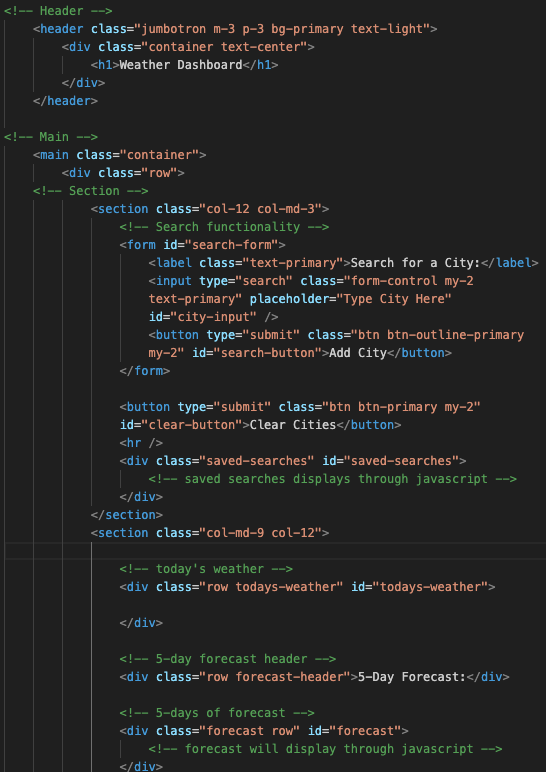 <!-- Header -->
<header class="jumbotron m-3 p-3 bg-primary text-light">
<div class="container text-center">
<h1>Weather Dashboard</h1>
</div>
</header>
<!-- Main -->
<main class="container">
<div class="row">
<!-- Section -->
<section class="col-12 col-md-3">
<!-- Search functionality -->
<form id="search-form">
<label class="text-primary">Search for a City:</label>
<input type="search" class="form-control my-2
text-primary" placeholder="Type City Here"
id="city-input" />
<button type="submit" class="btn btn-outline-primary
my-2" id="search-button">Add City</button>
</form>
<button type="submit" class="btn btn-primary my-2"
id="clear-button">Clear Cities</button>
<hr />
<div class="saved-searches" id="saved-searches">
<!-- saved searches displays through javascript -->
</div>
</section>
<section class="col-md-9 col-12">
<!-- today's weather -->
<div class="row todays-weather" id="todays-weather">
</div>
<!-- 5-day forecast header -->
<div class="row forecast-header">5-Day Forecast:</div>
<!-- 5-days of forecast -->
<div class="forecast row" id="forecast">
<!-- forecast will display through javascript -->
</div>